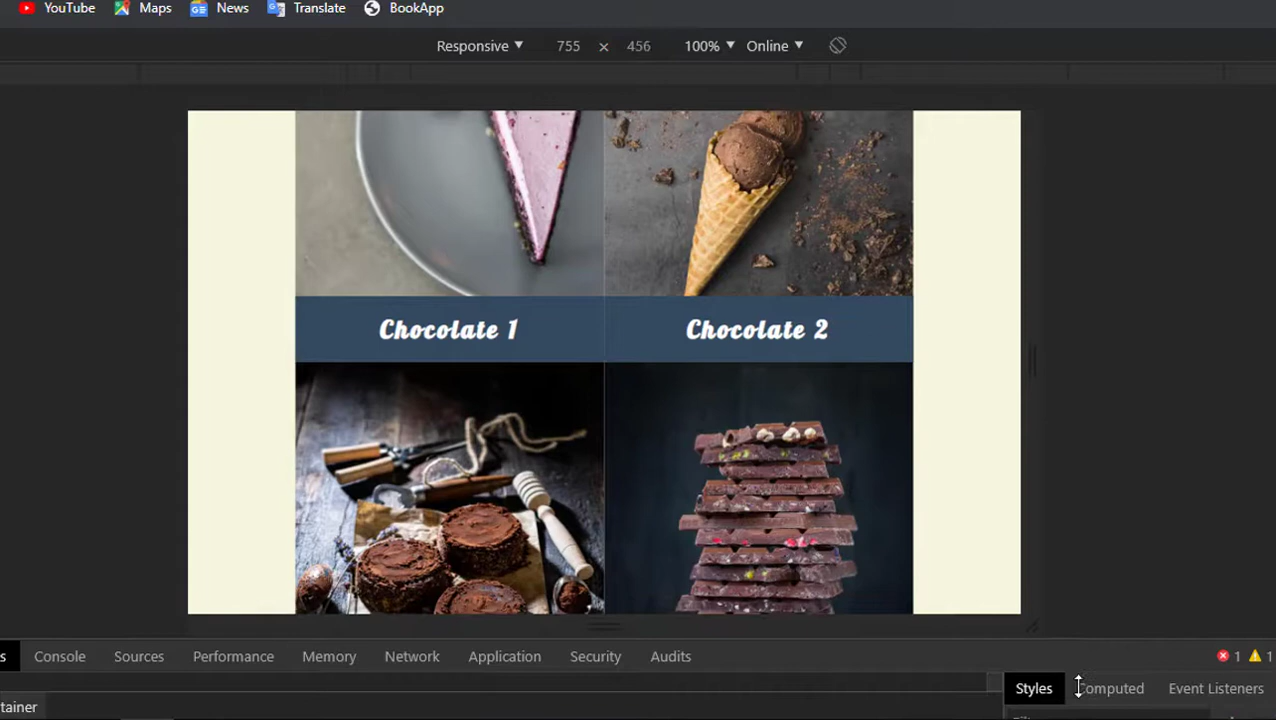 YouTube Maps News Translate BookApp
Responsive 755 × 456 100% Online
Chocolate 1 Chocolate 2
Console Sources Performance Memory Network Application Security Audits 1 1
Styles Computed Event Listeners
tainer